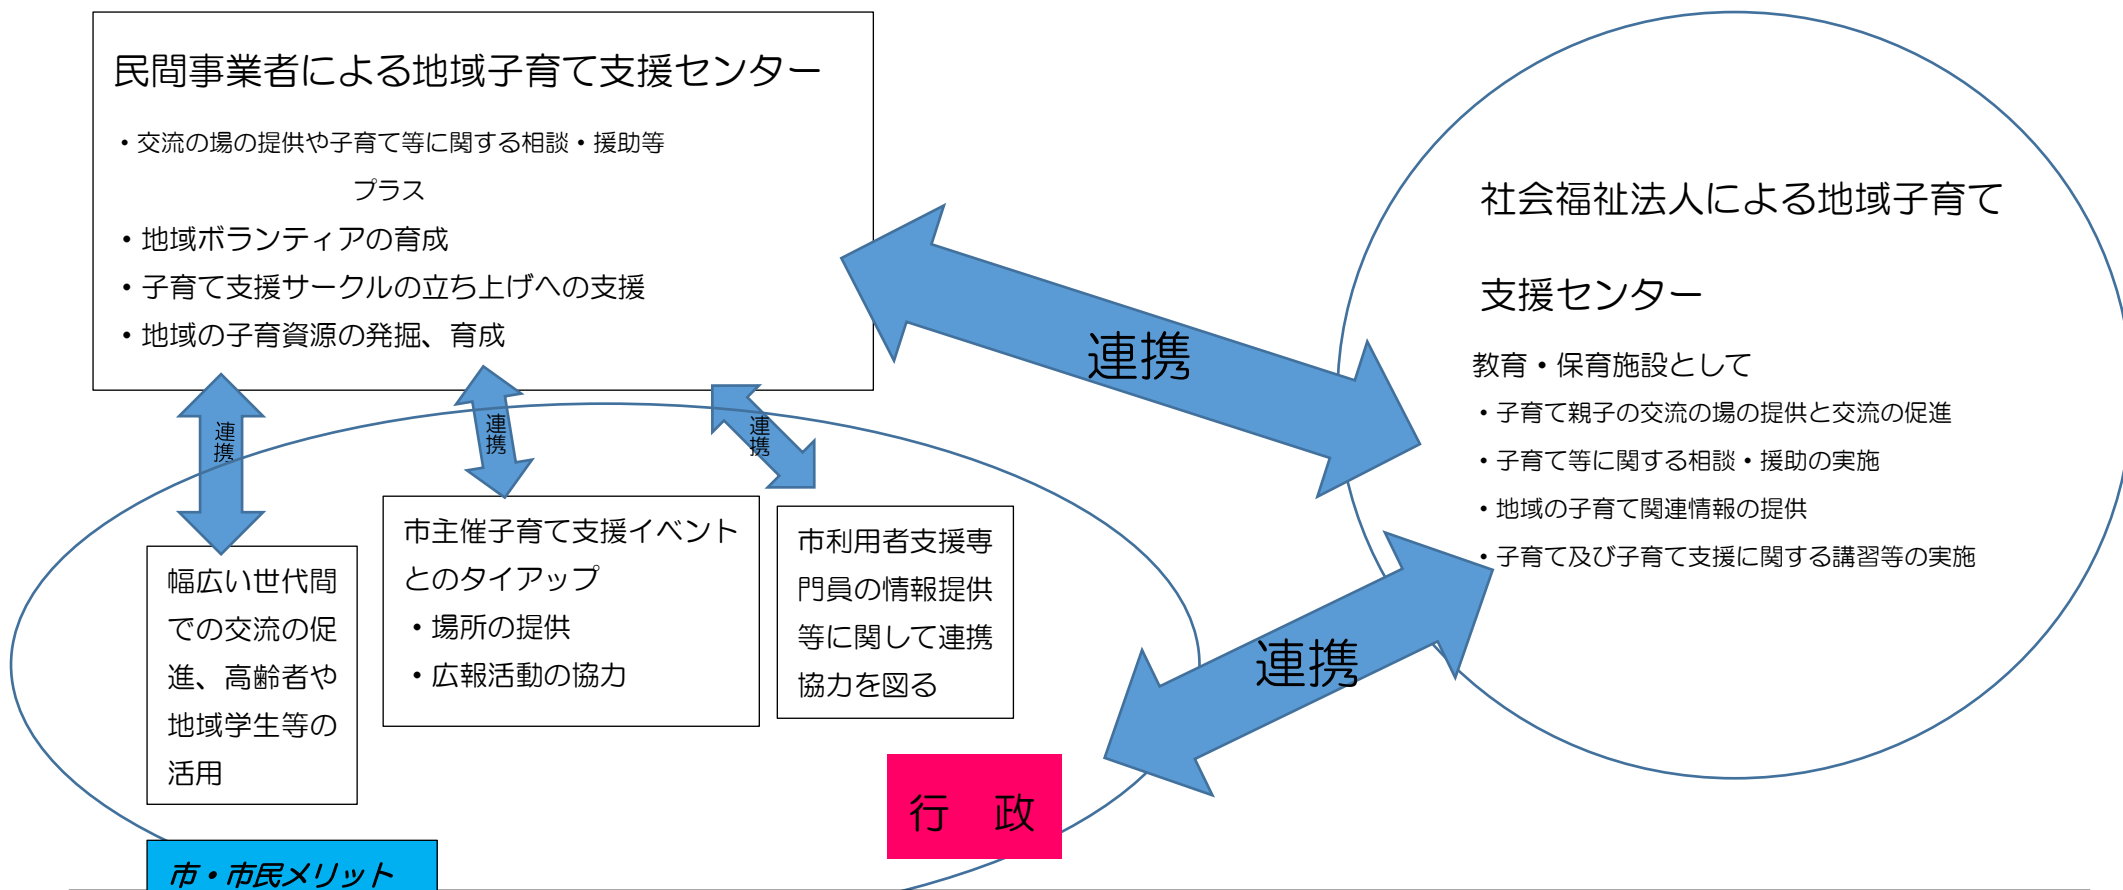 民間事業者による地域子育て支援センター
・交流の場の提供や子育て等に関する相談・援助等
プラス
・地域ボランティアの育成
・子育て支援サークルの立ち上げへの支援
・地域の子育資源の発掘、育成
連携
連携
連携
連携
社会福祉法人による地域子育て
支援センター
教育・保育施設として
・子育て親子の交流の場の提供と交流の促進
・子育て等に関する相談・援助の実施
・地域の子育て関連情報の提供
・子育て及び子育て支援に関する講習等の実施
幅広い世代間
での交流の促
進、高齢者や
地域学生等の
活用
市主催子育て支援イベント
とのタイアップ
・場所の提供
・広報活動の協力
市利用者支援専
門員の情報提供
等に関して連携
協力を図る
連携
行　政
市・市民メリット